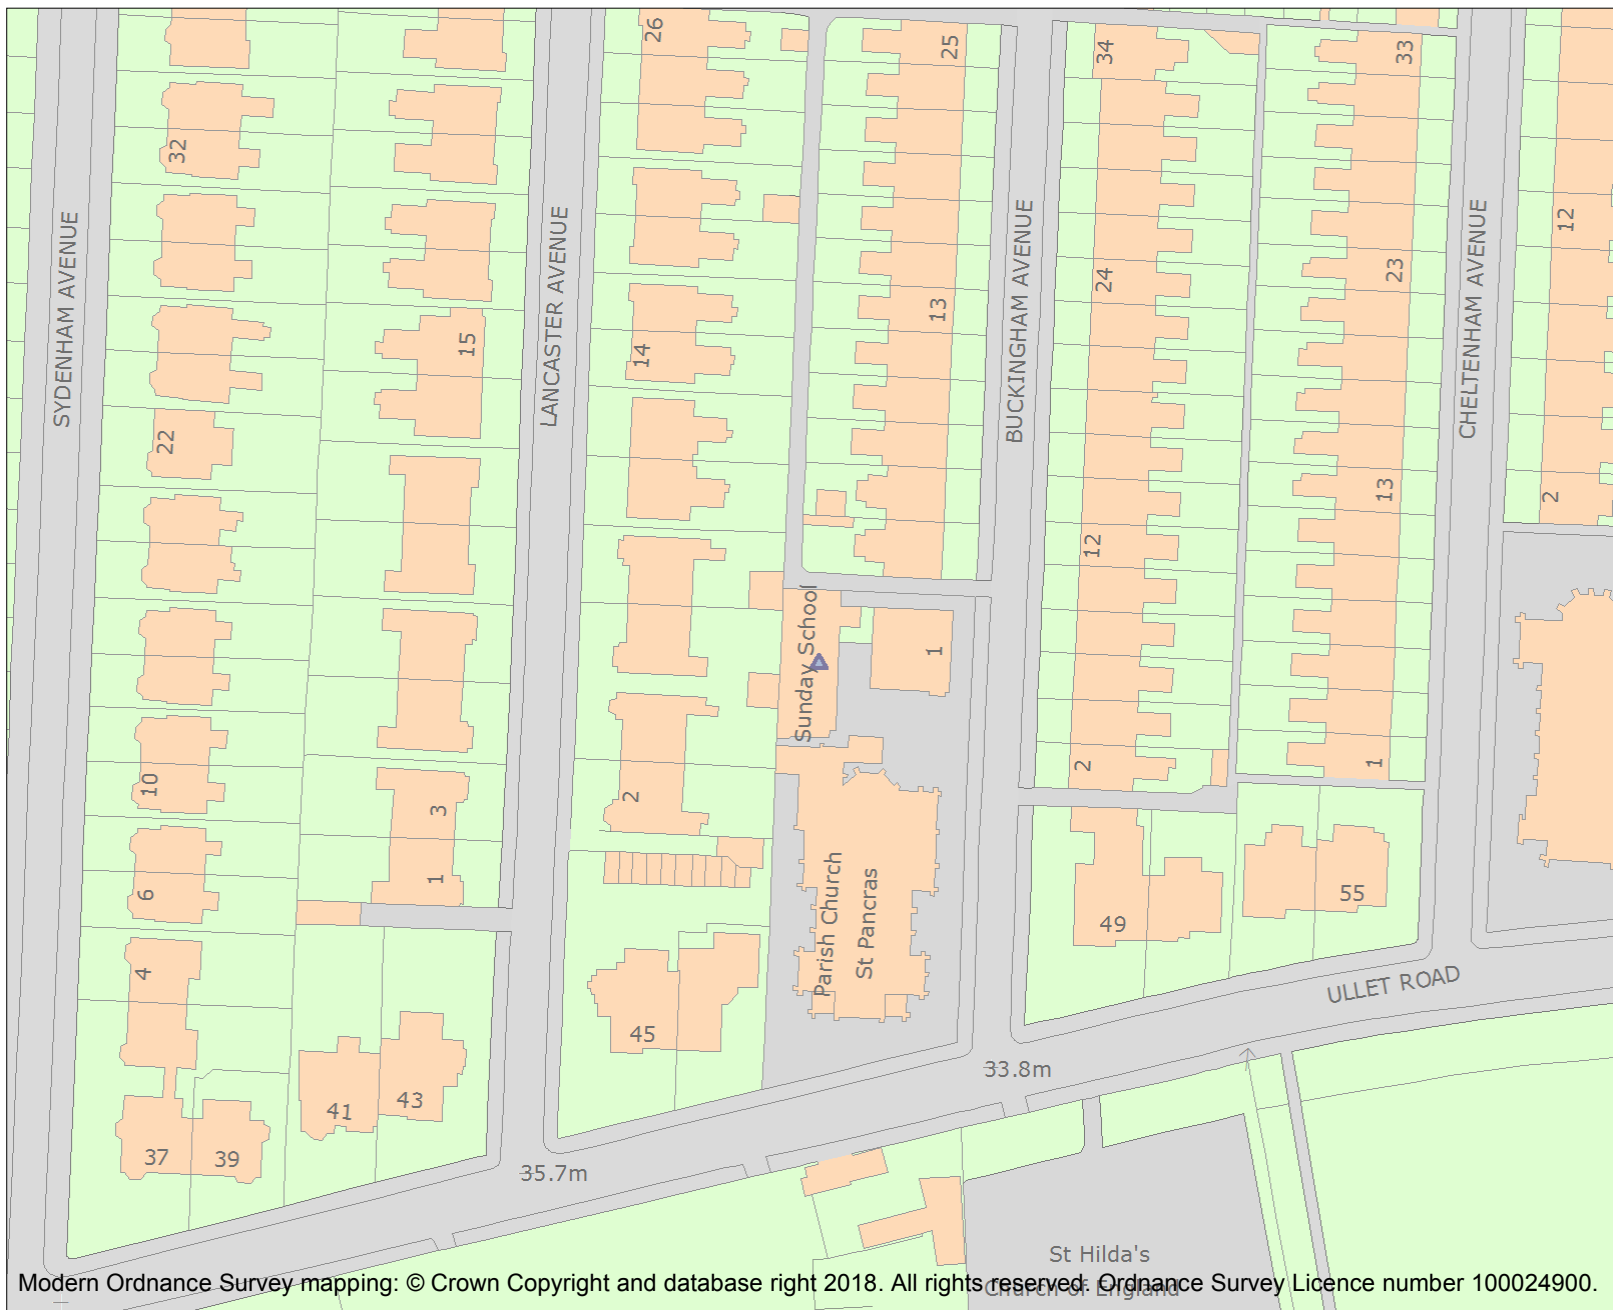 26
25
34
33
32
12
SYDENHAM AVENUE
LANCASTER AVENUE
BUCKINGHAM AVENUE
CHELTENHAM AVENUE
24
23
13
15
14
22
13
2
12
Sunday School
1
10
2
2
1
3
6
1
Parish Church
St Pancras
49
55
4
45
ULLET ROAD
33.8m
41
43
37
39
35.7m
St Hilda's
Church of England
Modern Ordnance Survey mapping: © Crown Copyright and database right 2018. All rights reserved. Ordnance Survey Licence number 100024900.